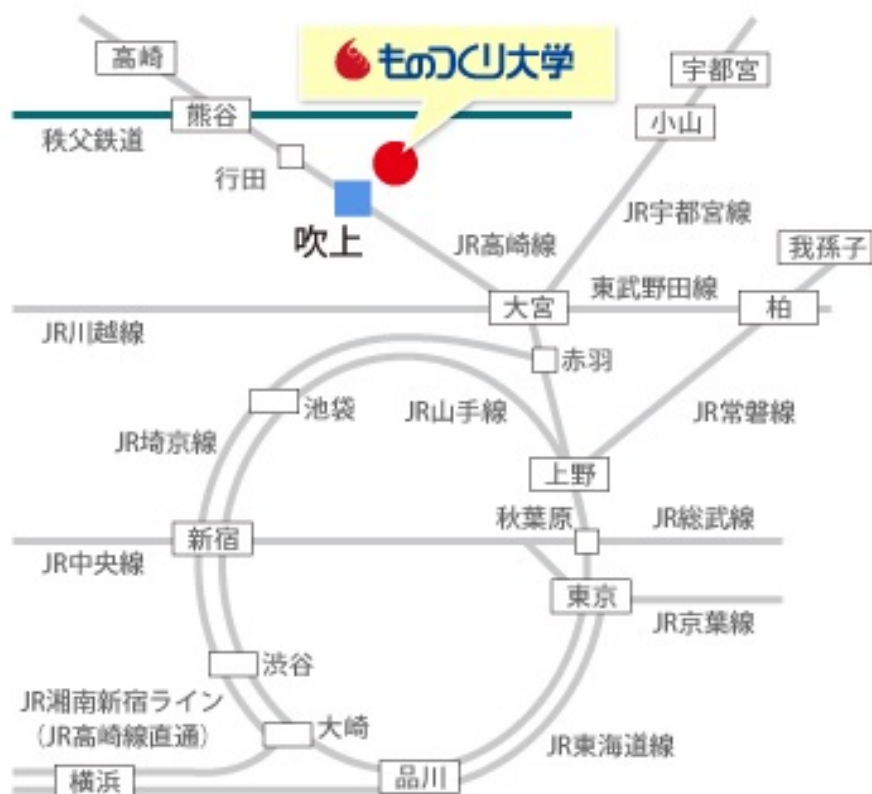 高崎
ものつくり大学
宇都宮
熊谷
小山
秩父鉄道
行田
吹上
JR高崎線
JR宇都宮線
我孫子
大宮
東武野田線
柏
JR川越線
赤羽
池袋
JR山手線
JR常磐線
JR埼京線
上野
秋葉原
JR総武線
新宿
JR中央線
東京
JR京葉線
渋谷
JR湘南新宿ライン
(JR高崎線直通)
大崎
JR東海道線
横浜
品川